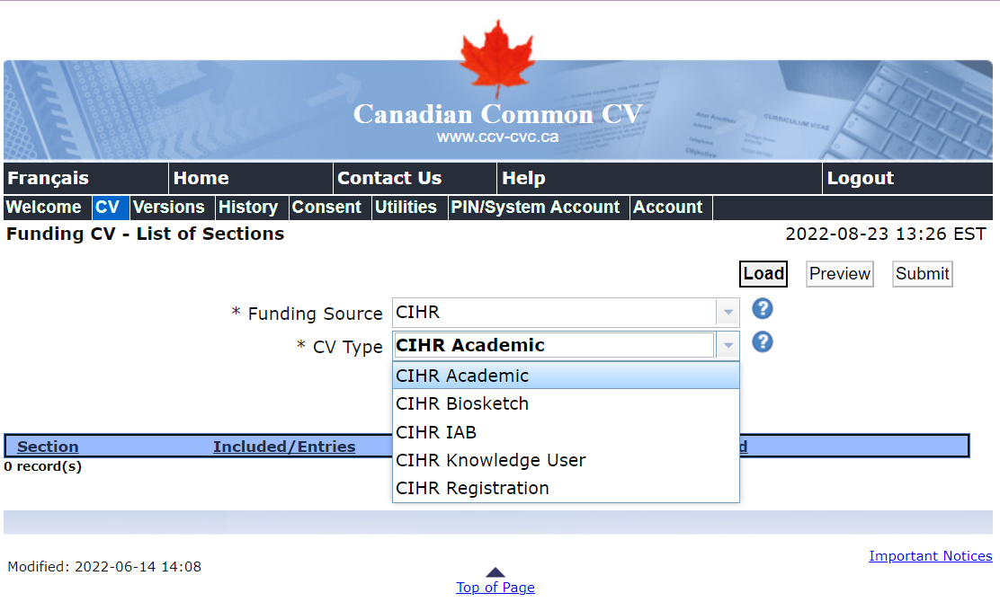 Canadian Common CV
www.ccv-cvc.ca
CURRICULUM VITAE
Français Home Contact Us Help Logout
Welcome CV Versions History Consent Utilities PIN/System Account Account
Funding CV - List of Sections 2022-08-23 13:26 EST
Load Preview Submit
* Funding Source CIHR ?
* CV Type CIHR Academic ?
CIHR Academic
CIHR Biosketch
CIHR IAB
CIHR Knowledge User
CIHR Registration
Section Included/Entries
0 record(s)
Important Notices
Modified: 2022-06-14 14:08
Top of Page